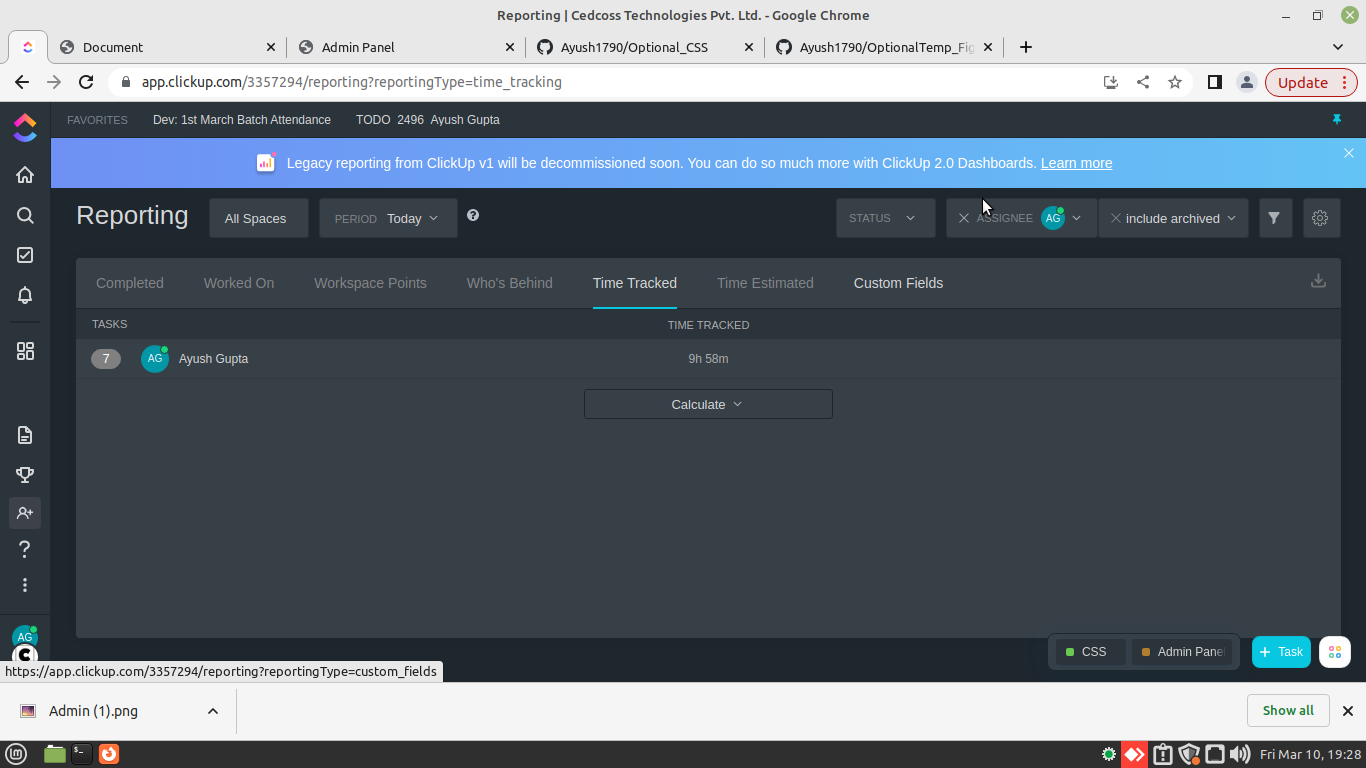 Reporting | Cedcoss Technologies Pvt. Ltd. - Google Chrome
Document
Admin Panel
Ayush1790/Optional_CSS
Ayush1790/OptionalTemp_Fig
app.clickup.com/3357294/reporting?reportingType=time_tracking
Update
FAVORITES
Dev: 1st March Batch Attendance
TODO 2496 Ayush Gupta
Legacy reporting from ClickUp v1 will be decommissioned soon. You can do so much more with ClickUp 2.0 Dashboards. Learn more
Reporting
All Spaces
PERIOD Today
STATUS
ASSIGNEE AG
include archived
Completed
Worked On
Workspace Points
Who's Behind
Time Tracked
Time Estimated
Custom Fields
TASKS
TIME TRACKED
7
AG
Ayush Gupta
9h 58m
Calculate
AG
C
CSS
Admin Pane
+ Task
https://app.clickup.com/3357294/reporting?reportingType=custom_fields
Admin (1).png
Show all
Fri Mar 10, 19:28